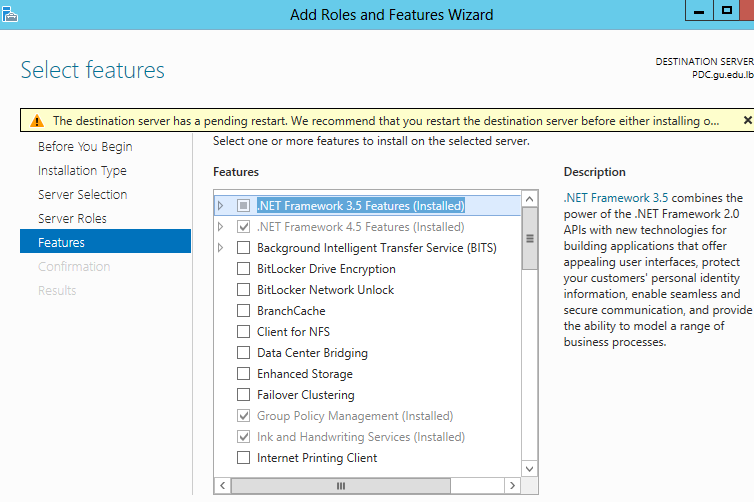 Add Roles and Features Wizard
Select features
DESTINATION SERVER
PDC.gu.edu.lb
The destination server has a pending restart. We recommend that you restart the destination server before either installing o...
Before You Begin
Installation Type
Server Selection
Server Roles
Features
Confirmation
Results
Select one or more features to install on the selected server.
Features
.NET Framework 3.5 Features (Installed)
.NET Framework 4.5 Features (Installed)
Background Intelligent Transfer Service (BITS)
BitLocker Drive Encryption
BitLocker Network Unlock
BranchCache
Client for NFS
Data Center Bridging
Enhanced Storage
Failover Clustering
Group Policy Management (Installed)
Ink and Handwriting Services (Installed)
Internet Printing Client
Description
.NET Framework 3.5 combines the
power of the .NET Framework 2.0
APIs with new technologies for
building applications that offer
appealing user interfaces, protect
your customers' personal identity
information, enable seamless and
secure communication, and provide
the ability to model a range of
business processes.